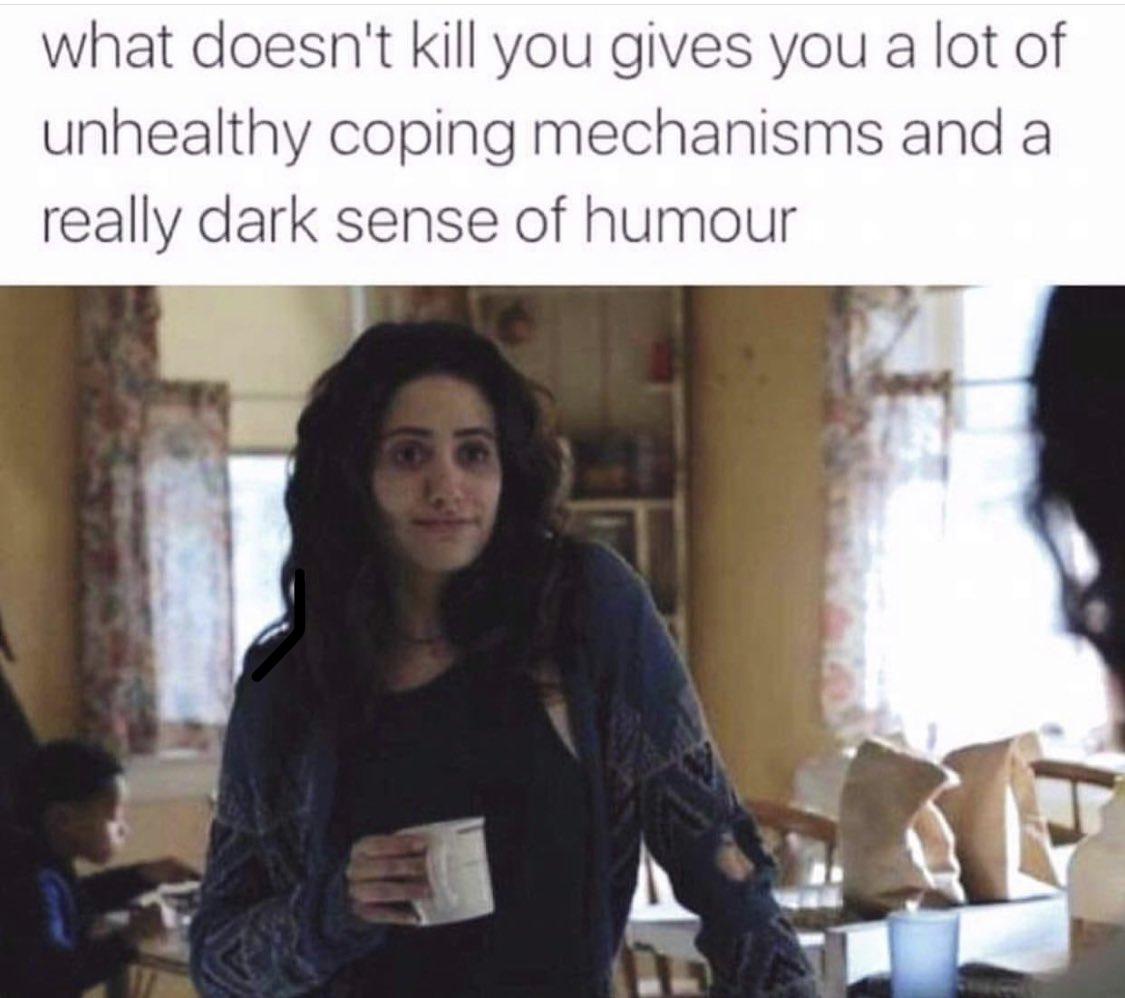 what doesn't kill you gives you a lot of
unhealthy coping mechanisms and a
really dark sense of humour